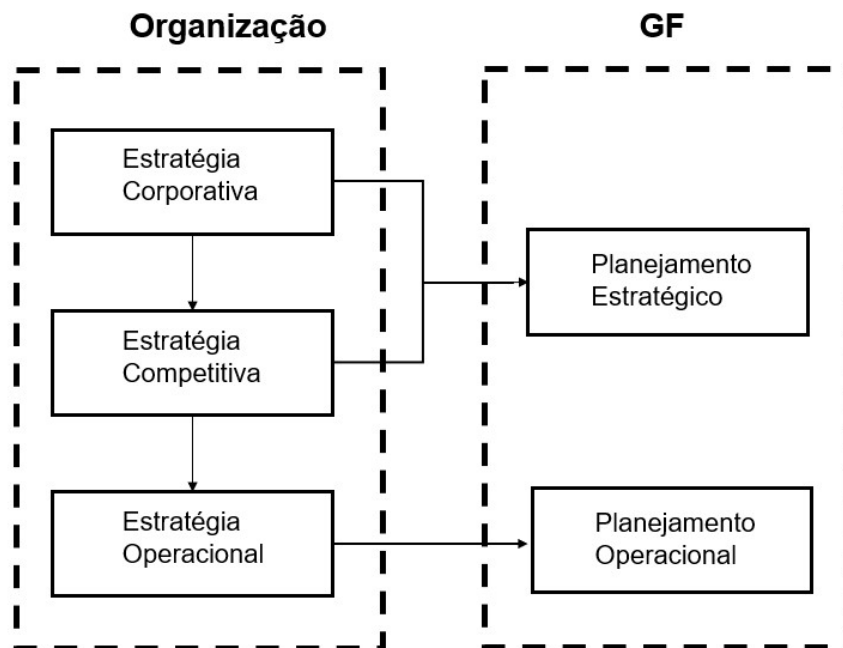 Organização
GF
Estratégia
Corporativa
Estratégia
Competitiva
Estratégia
Operacional
Planejamento
Estratégico
Planejamento
Operacional